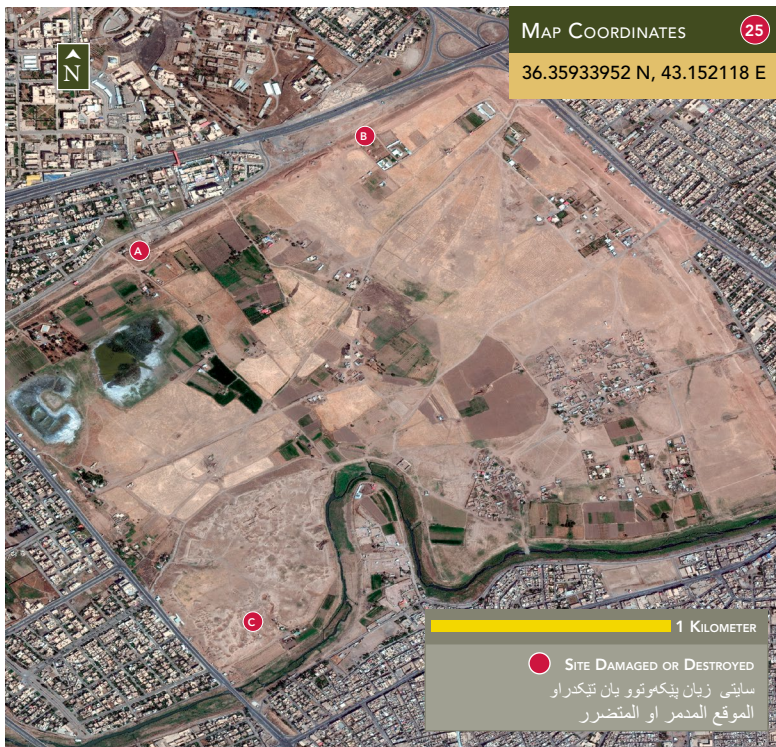 MAP COORDINATES 25
36.35933952 N, 43.152118 E
N
B
A
C
1 KILOMETER
SITE DAMAGED OR DESTROYED
سایتی زیان پێکەوتوو یان تێکدراو
الموقع المدمر او المتضرر